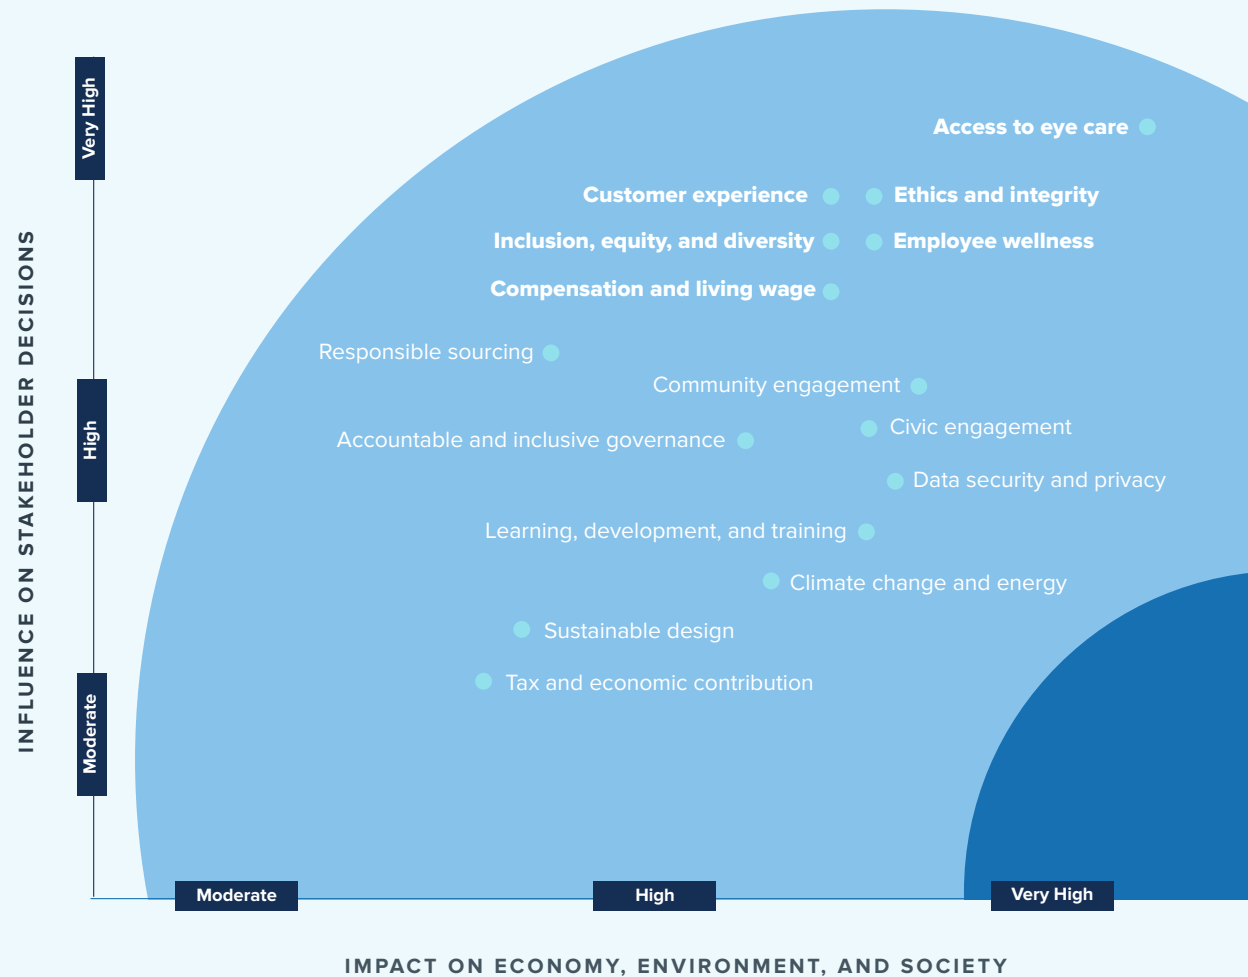 INFLUENCE ON STAKEHOLDER DECISIONS
Very High
High
Moderate
Access to eye care
Customer experience
Ethics and integrity
Inclusion, equity, and diversity
Employee wellness
Compensation and living wage
Responsible sourcing
Community engagement
Civic engagement
Accountable and inclusive governance
Data security and privacy
Learning, development, and training
Climate change and energy
Sustainable design
Tax and economic contribution
Moderate
High
Very High
IMPACT ON ECONOMY, ENVIRONMENT, AND SOCIETY